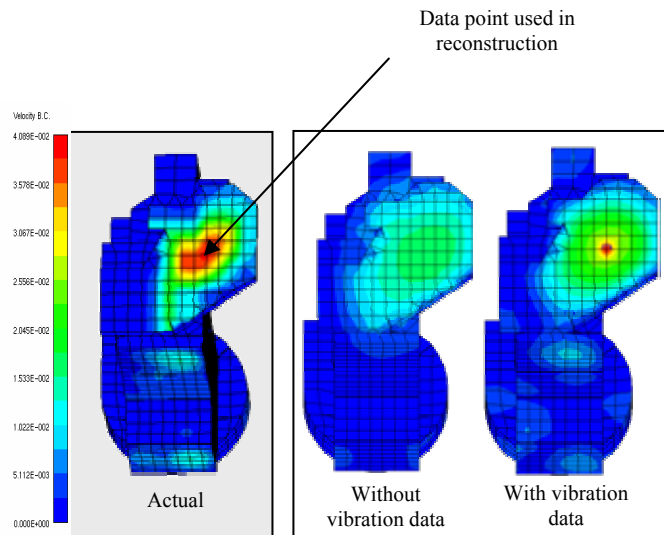 Data point used in
reconstruction
Velocity B.C.
4.089E-002
3.578E-002
3.067E-002
2.556E-002
2.045E-002
1.533E-002
1.022E-002
5.112E-003
0.000E+000
Actual
Without
vibration data
With vibration
data